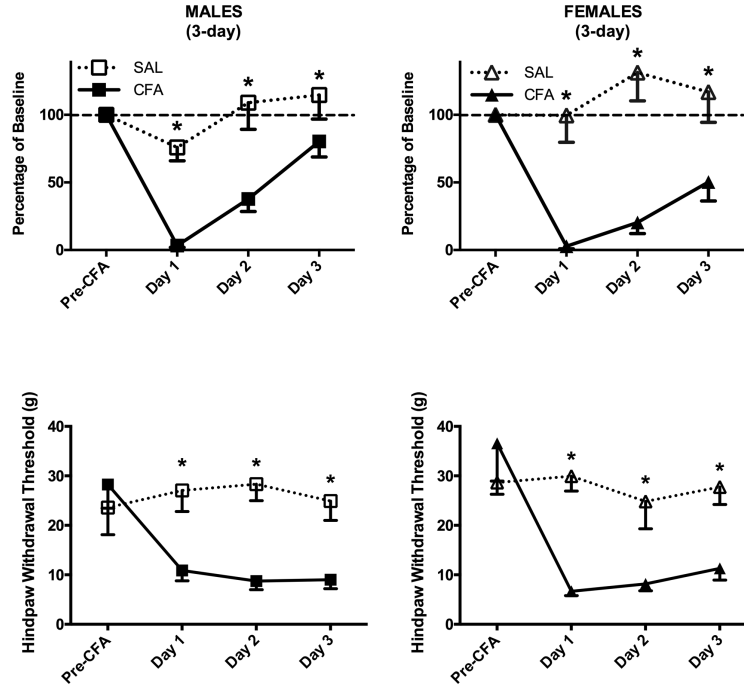 MALES
(3-day)
SAL
CFA
Percentage of Baseline
100
50
0
* * *
Pre-CFA Day 1 Day 2 Day 3
FEMALES
(3-day)
SAL
CFA
Percentage of Baseline
100
50
0
* * *
Pre-CFA Day 1 Day 2 Day 3
Hindpaw Withdrawal Threshold (g)
40
30
20
10
0
* * *
Pre-CFA Day 1 Day 2 Day 3
Hindpaw Withdrawal Threshold (g)
40
30
20
10
0
* * *
Pre-CFA Day 1 Day 2 Day 3